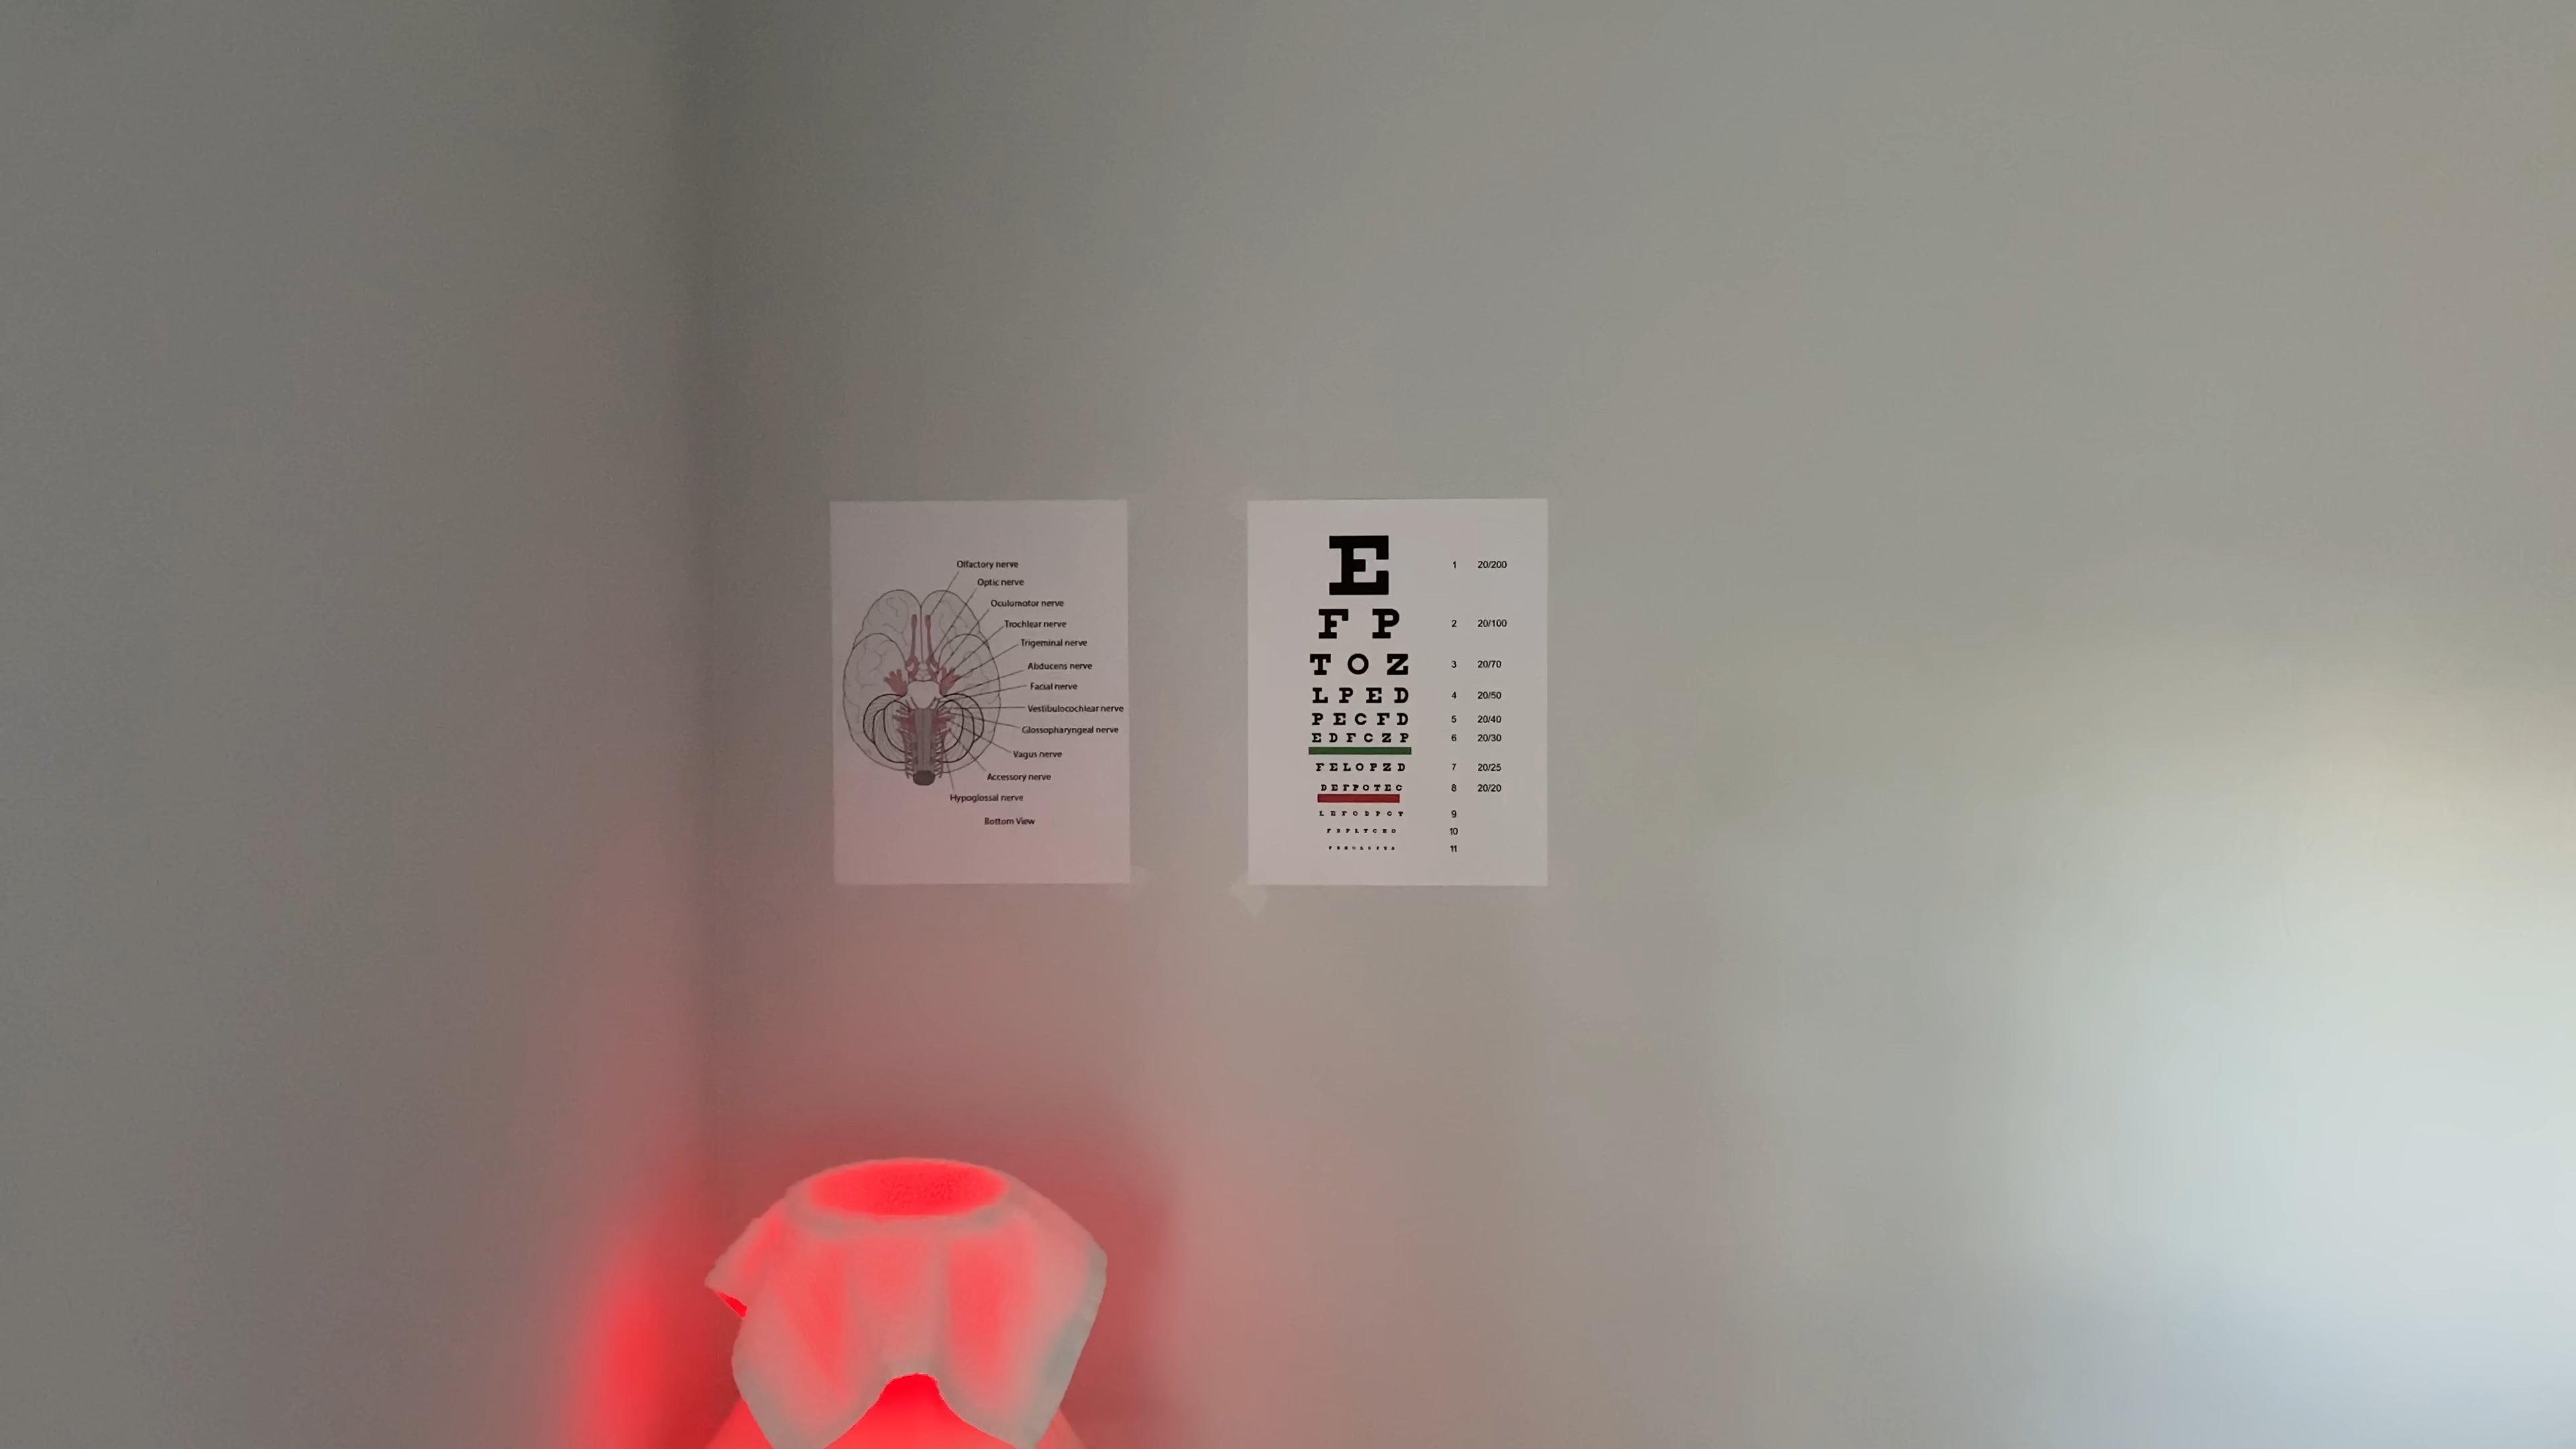 Olfactory nerve
Optic nerve
Oculomotor nerve
Trochlear nerve
Trigeminal nerve
Abducens nerve
Facial nerve
Vestibulocochlear nerve
Glossopharyngeal nerve
Vagus nerve
Accessory nerve
Hypoglossal nerve
Bottom View
E 1 20/200
F P 2 20/100
T O Z 3 20/70
L P E D 4 20/50
P E C F D 5 20/40
E D F C Z P 6 20/30
F E L O P Z D 7 20/25
D E F P O T E C 8 20/20
L E F O D P C T 9
10
11